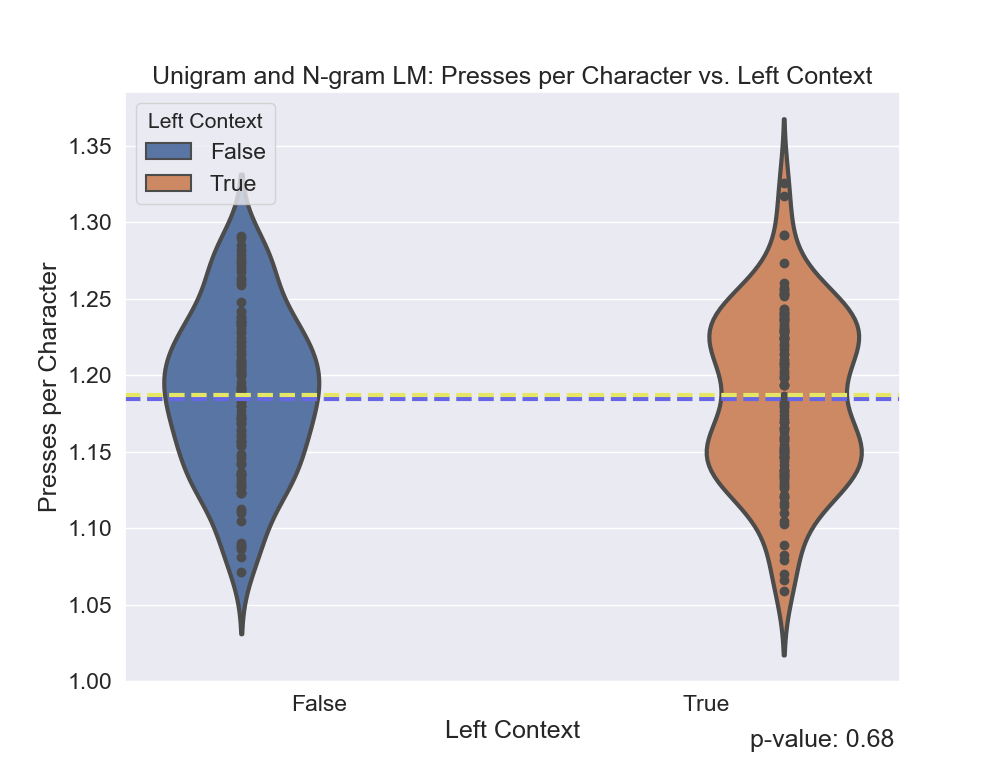 Unigram and N-gram LM: Presses per Character vs. Left Context
Left Context
False
True
Presses per Character
1.35
1.30
1.25
1.20
1.15
1.10
1.05
1.00
False
True
Left Context
p-value: 0.68